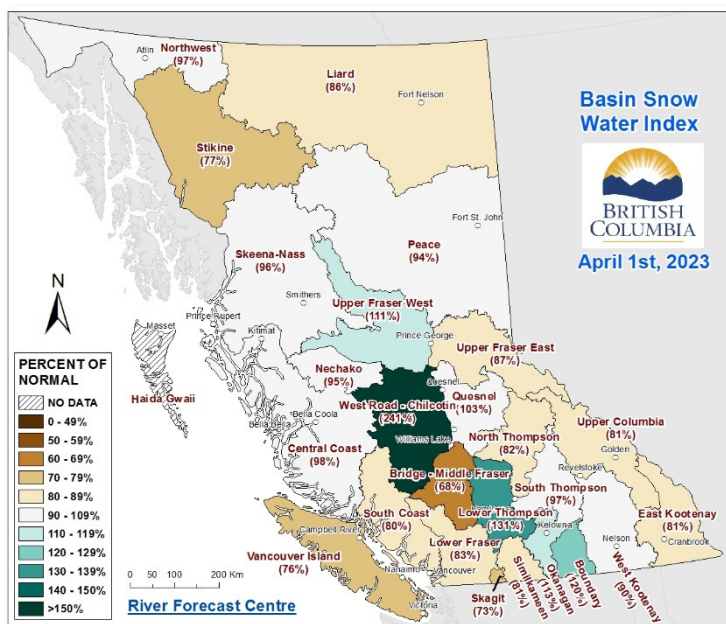 Atlin
Northwest
(97%)
Liard
(86%)
Fort Nelson
Basin Snow
Water Index
BRITISH
COLUMBIA
April 1st, 2023
Stikine
(77%)
Fort St. John
Peace
(94%)
Skeena-Nass
(96%)
Smithers
N
Upper Fraser West
(111%)
Prince Rupert
Masset
Kitimat
Prince George
Upper Fraser East
(87%)
PERCENT OF
NORMAL
NO DATA
0 - 49%
50 - 59%
60 - 69%
70 - 79%
80 - 89%
90 - 109%
110 - 119%
120 - 129%
130 - 139%
140 - 150%
>150%
Haida Gwaii
Nechako
(95%)
Quesnel
Quesnel
(103%)
West Road - Chilcotin
(241%)
Bella Coola
Bella Bella
Williams Lake
Upper Columbia
(81%)
Golden
North Thompson
(82%)
Revelstoke
Central Coast
(98%)
Bridge - Middle Fraser
(68%)
South Thompson
(97%)
South Coast
(80%)
Lower Thompson
(131%)
Kelowna
East Kootenay
(81%)
Cranbrook
Campbell River
Lower Fraser
(83%)
Nelson
Vancouver Island
(76%)
Nanaimo
Vancouver
Victoria
Skagit
(73%)
Similkameen
(81%)
Okanagan
(113%)
Boundary
(120%)
West Kootenay
(90%)
0 50 100 200 Km
River Forecast Centre